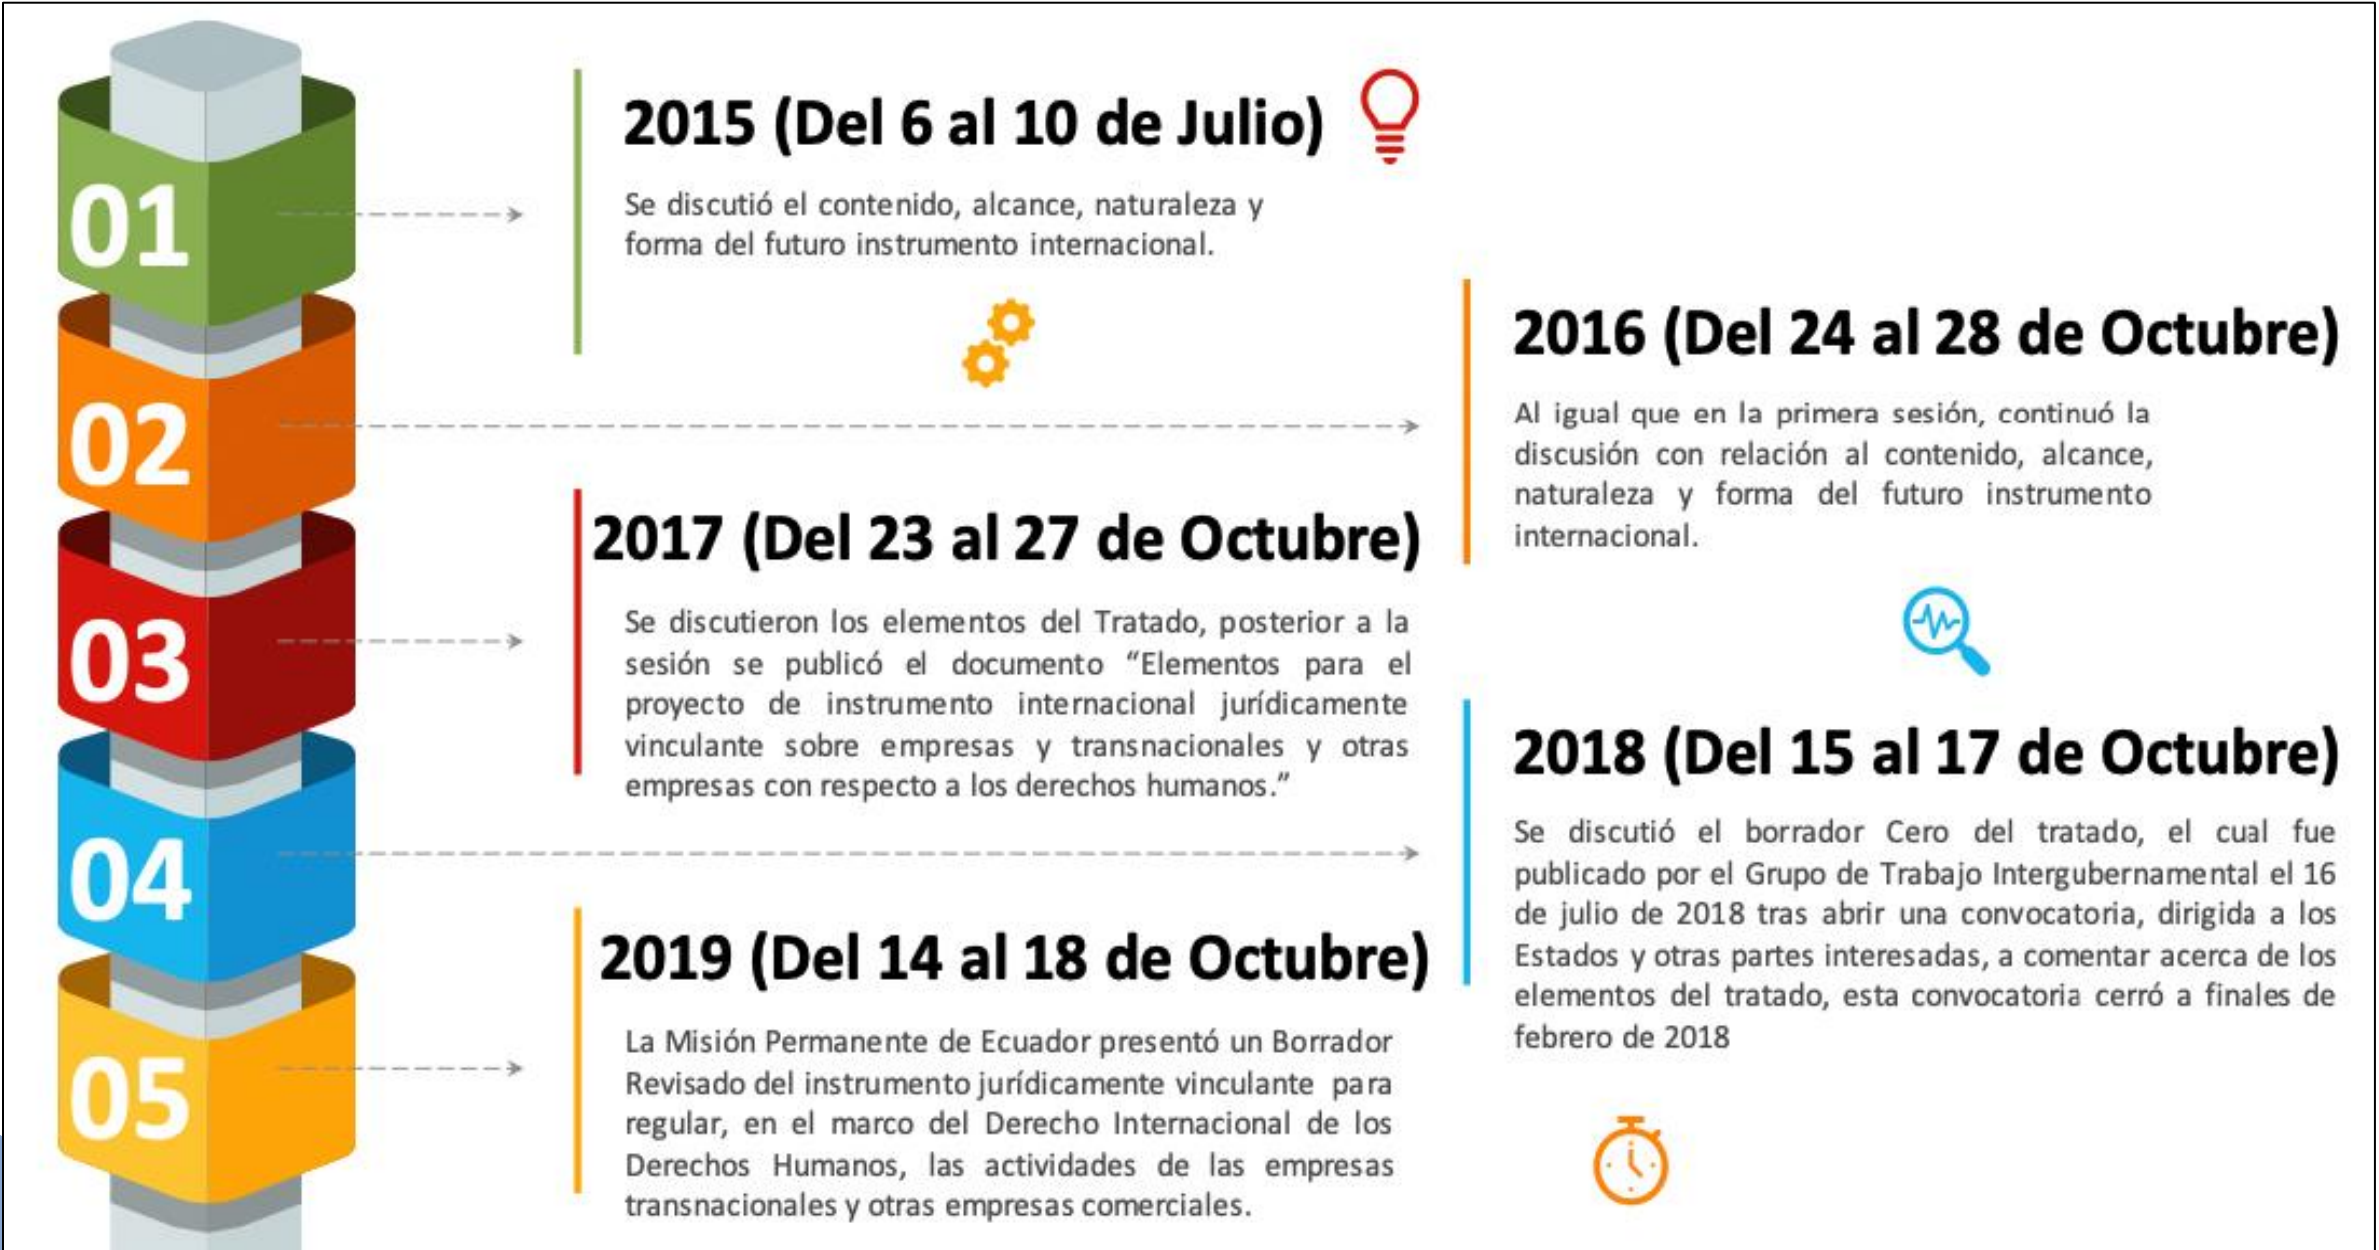 01
2015 (Del 6 al 10 de Julio)
Se discutió el contenido, alcance, naturaleza y
forma del futuro instrumento internacional.
02
2016 (Del 24 al 28 de Octubre)
Al igual que en la primera sesión, continuó la
discusión con relación al contenido, alcance,
naturaleza y forma del futuro instrumento
internacional.
03
2017 (Del 23 al 27 de Octubre)
Se discutieron los elementos del Tratado, posterior a la
sesión se publicó el documento “Elementos para el
proyecto de instrumento internacional jurídicamente
vinculante sobre empresas y transnacionales y otras
empresas con respecto a los derechos humanos.”
04
2018 (Del 15 al 17 de Octubre)
Se discutió el borrador Cero del tratado, el cual fue
publicado por el Grupo de Trabajo Intergubernamental el 16
de julio de 2018 tras abrir una convocatoria, dirigida a los
Estados y otras partes interesadas, a comentar acerca de los
elementos del tratado, esta convocatoria cerró a finales de
febrero de 2018
05
2019 (Del 14 al 18 de Octubre)
La Misión Permanente de Ecuador presentó un Borrador
Revisado del instrumento jurídicamente vinculante para
regular, en el marco del Derecho Internacional de los
Derechos Humanos, las actividades de las empresas
transnacionales y otras empresas comerciales.